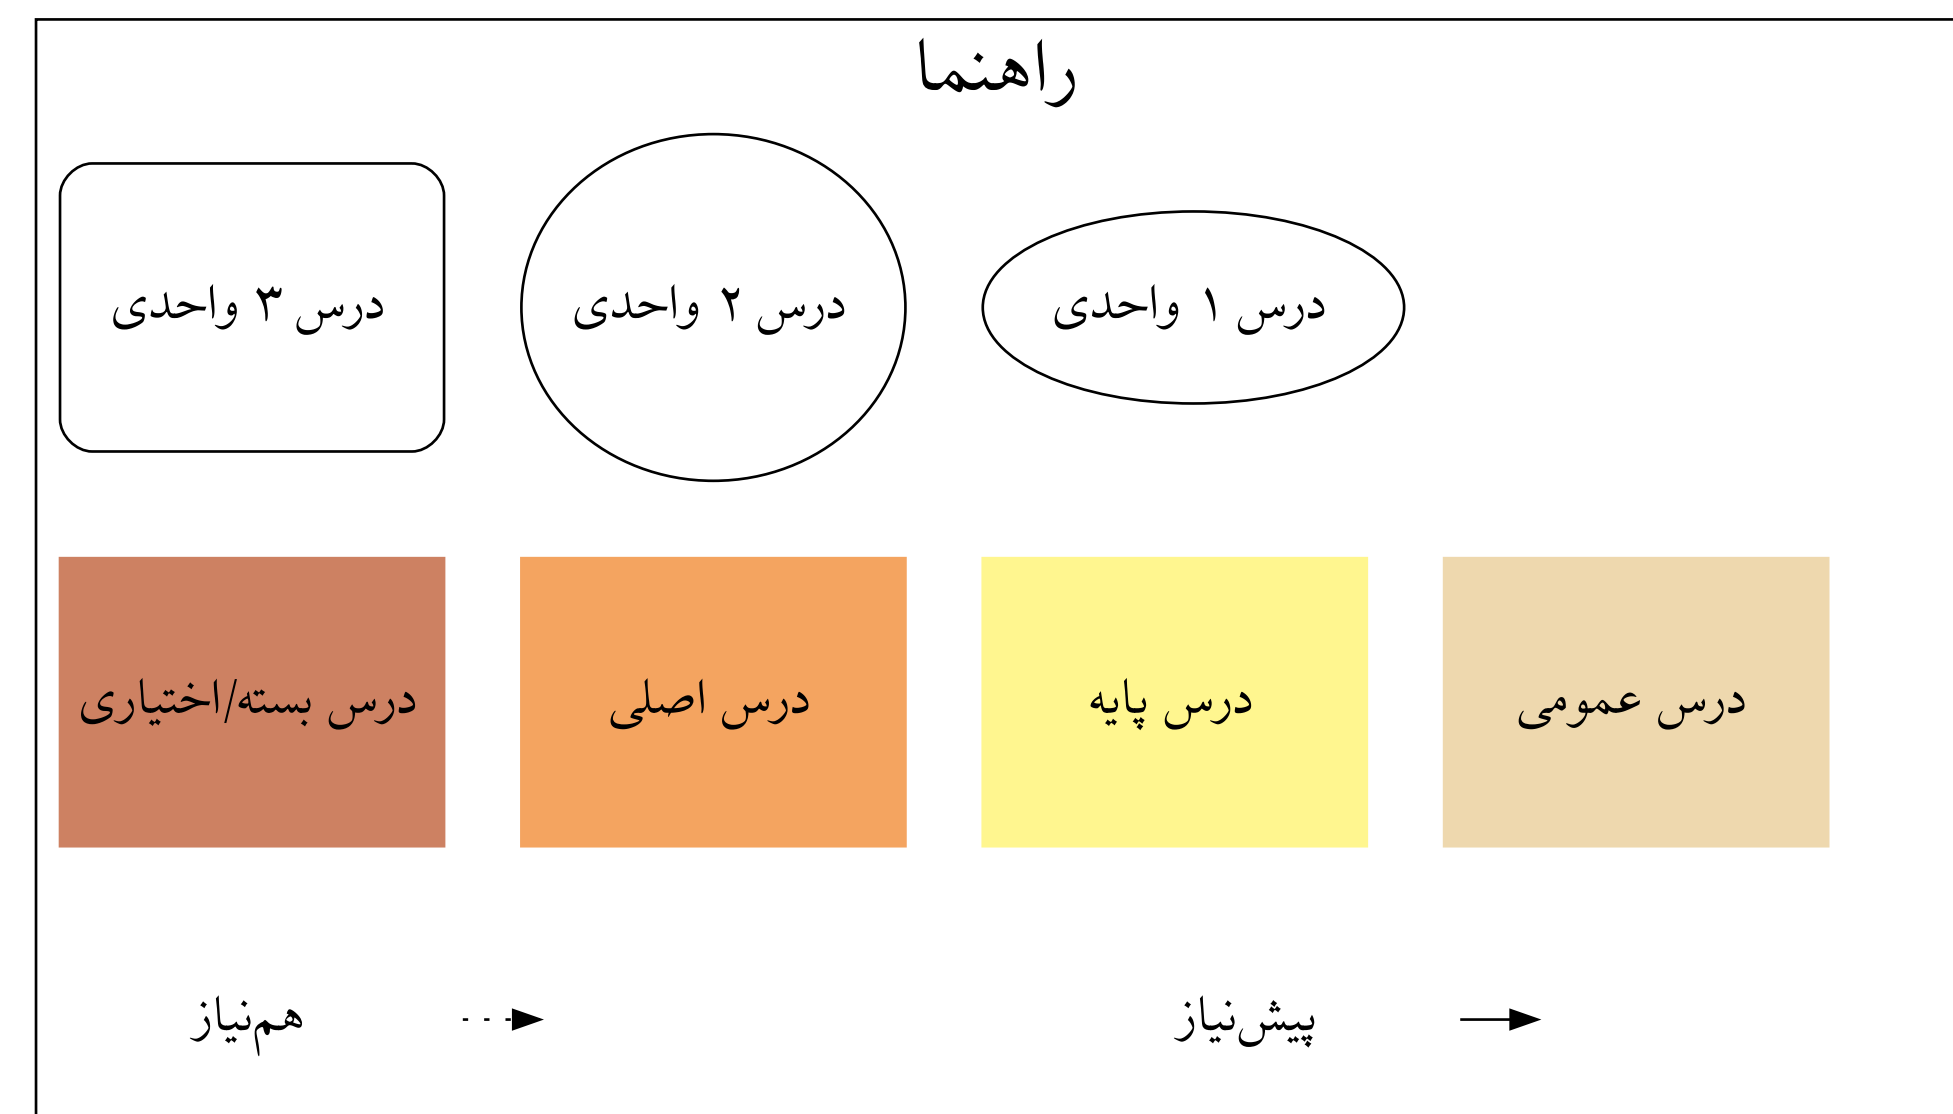 راهنما
درس ۱ واحدی
درس ۲ واحدی
درس ۳ واحدی
درس عمومی
درس پایه
درس اصلی
درس بسته/اختیاری
پیش‌نیاز
هم‌نیاز